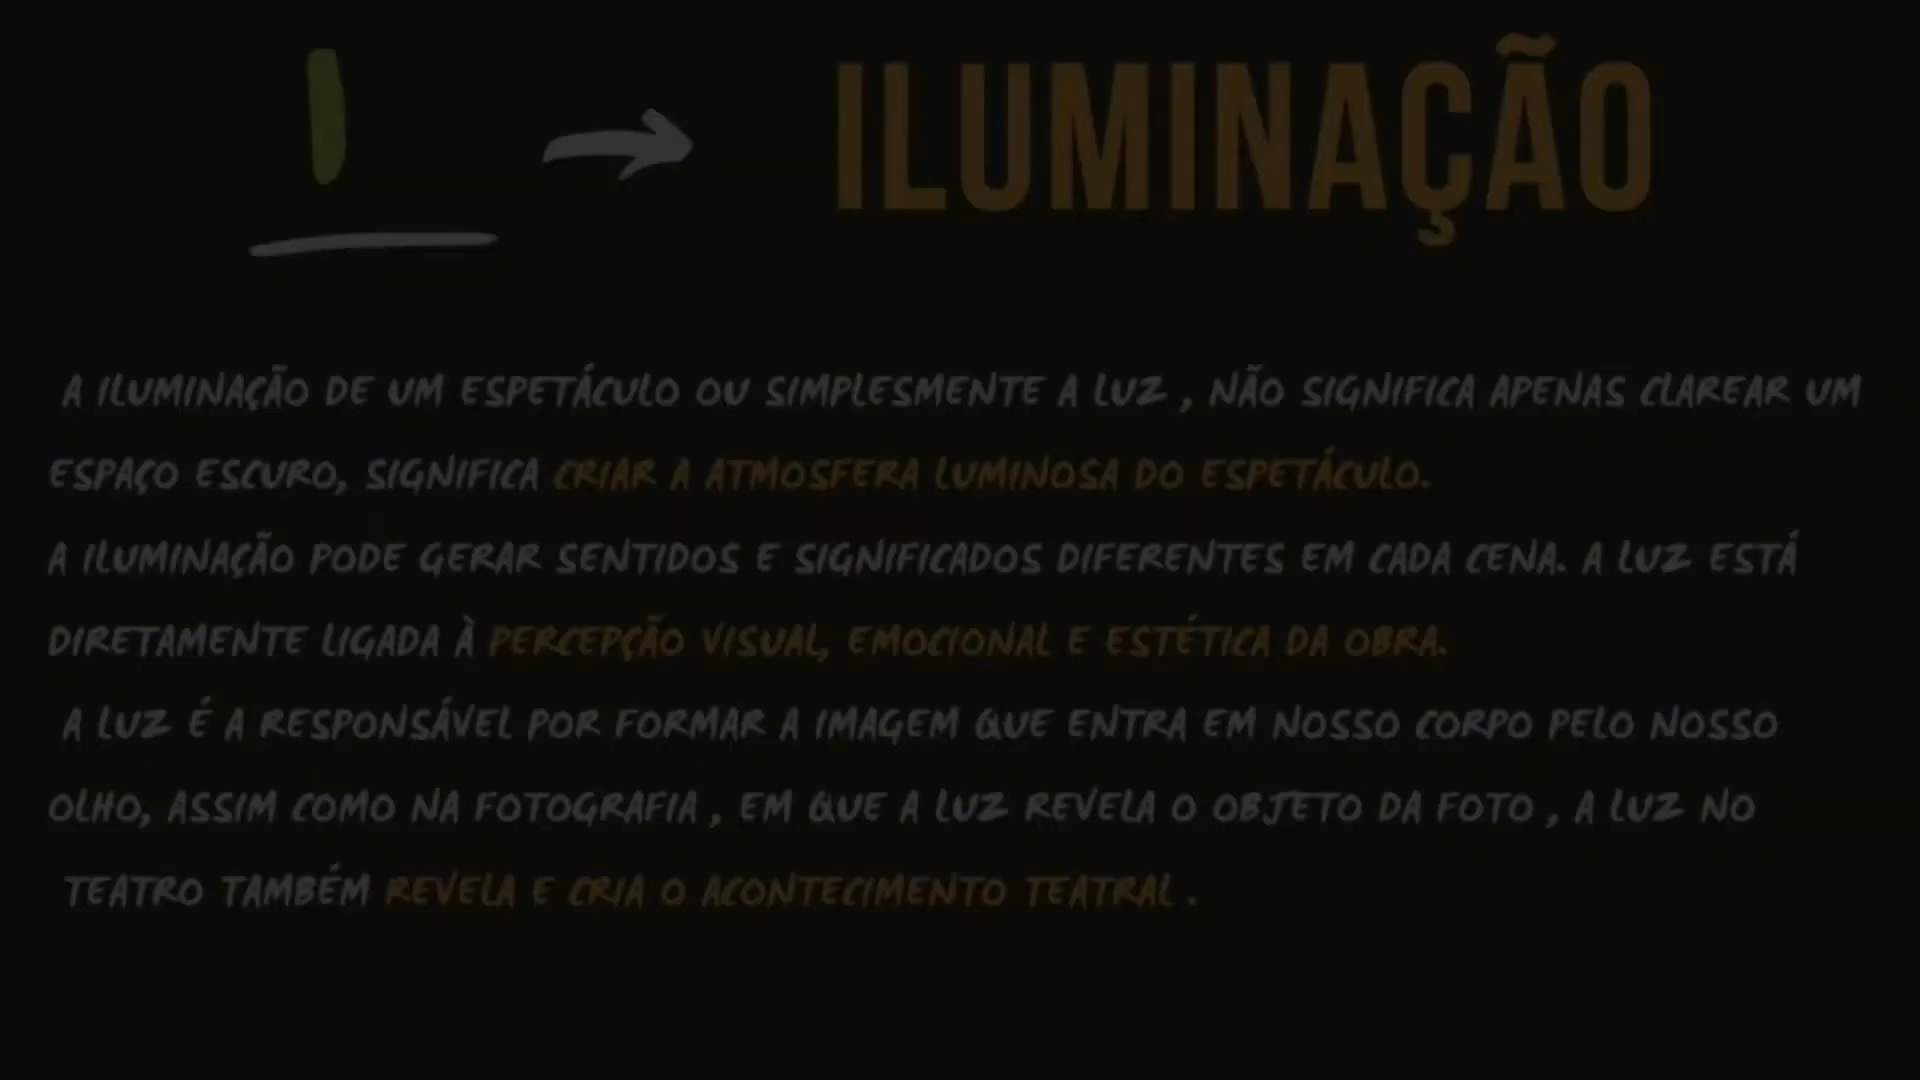 I ILUMINAÇÃO
A ILUMINAÇÃO DE UM ESPETÁCULO OU SIMPLESMENTE A LUZ , NÃO SIGNIFICA APENAS CLAREAR UM
ESPAÇO ESCURO, SIGNIFICA CRIAR A ATMOSFERA LUMINOSA DO ESPETÁCULO.
A ILUMINAÇÃO PODE GERAR SENTIDOS E SIGNIFICADOS DIFERENTES EM CADA CENA. A LUZ ESTÁ
DIRETAMENTE LIGADA À PERCEPÇÃO VISUAL, EMOCIONAL E ESTÉTICA DA OBRA.
A LUZ É A RESPONSÁVEL POR FORMAR A IMAGEM QUE ENTRA EM NOSSO CORPO PELO NOSSO
OLHO, ASSIM COMO NA FOTOGRAFIA , EM QUE A LUZ REVELA O OBJETO DA FOTO , A LUZ NO
TEATRO TAMBÉM REVELA E CRIA O ACONTECIMENTO TEATRAL .